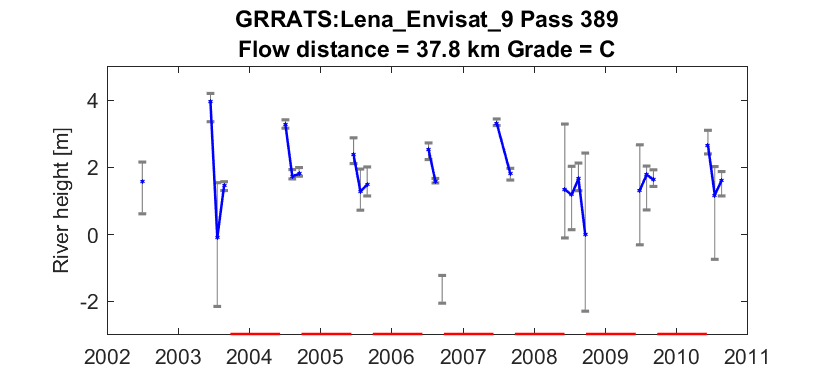 GRRATS:Lena_Envisat_9 Pass 389
Flow distance = 37.8 km Grade = C
River height [m]
4
2
0
-2
2002 2003 2004 2005 2006 2007 2008 2009 2010 2011